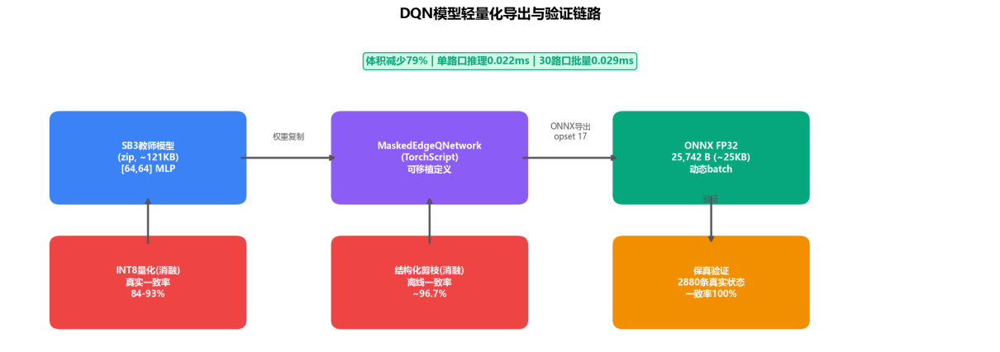 DQN模型轻量化导出与验证链路
体积减少79% | 单路口推理0.022ms | 30路口批量0.029ms
SB3教师模型
(zip, ~121KB)
[64,64] MLP
权重复制
MaskedEdgeQNetwork
(TorchScript)
可移植定义
ONNX导出
opset 17
ONNX FP32
25,742 B (~25KB)
动态batch
验证
INT8量化(消融)
真实一致率
84-93%
结构化剪枝(消融)
离线一致率
~96.7%
保真验证
2880条真实状态
一致率100%